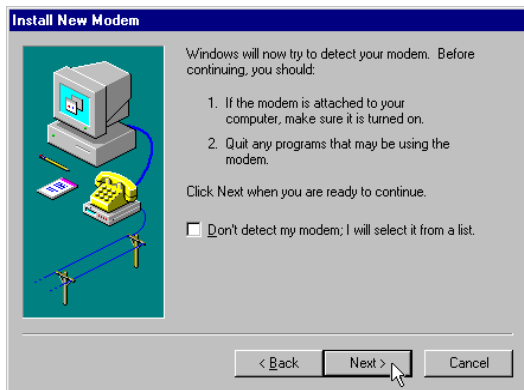 Install New Modem
Windows will now try to detect your modem. Before
continuing, you should:
1. If the modem is attached to your
computer, make sure it is turned on.
2. Quit any programs that may be using the
modem.
Click Next when you are ready to continue.
Don't detect my modem; I will select it from a list.
< Back
Next >
Cancel